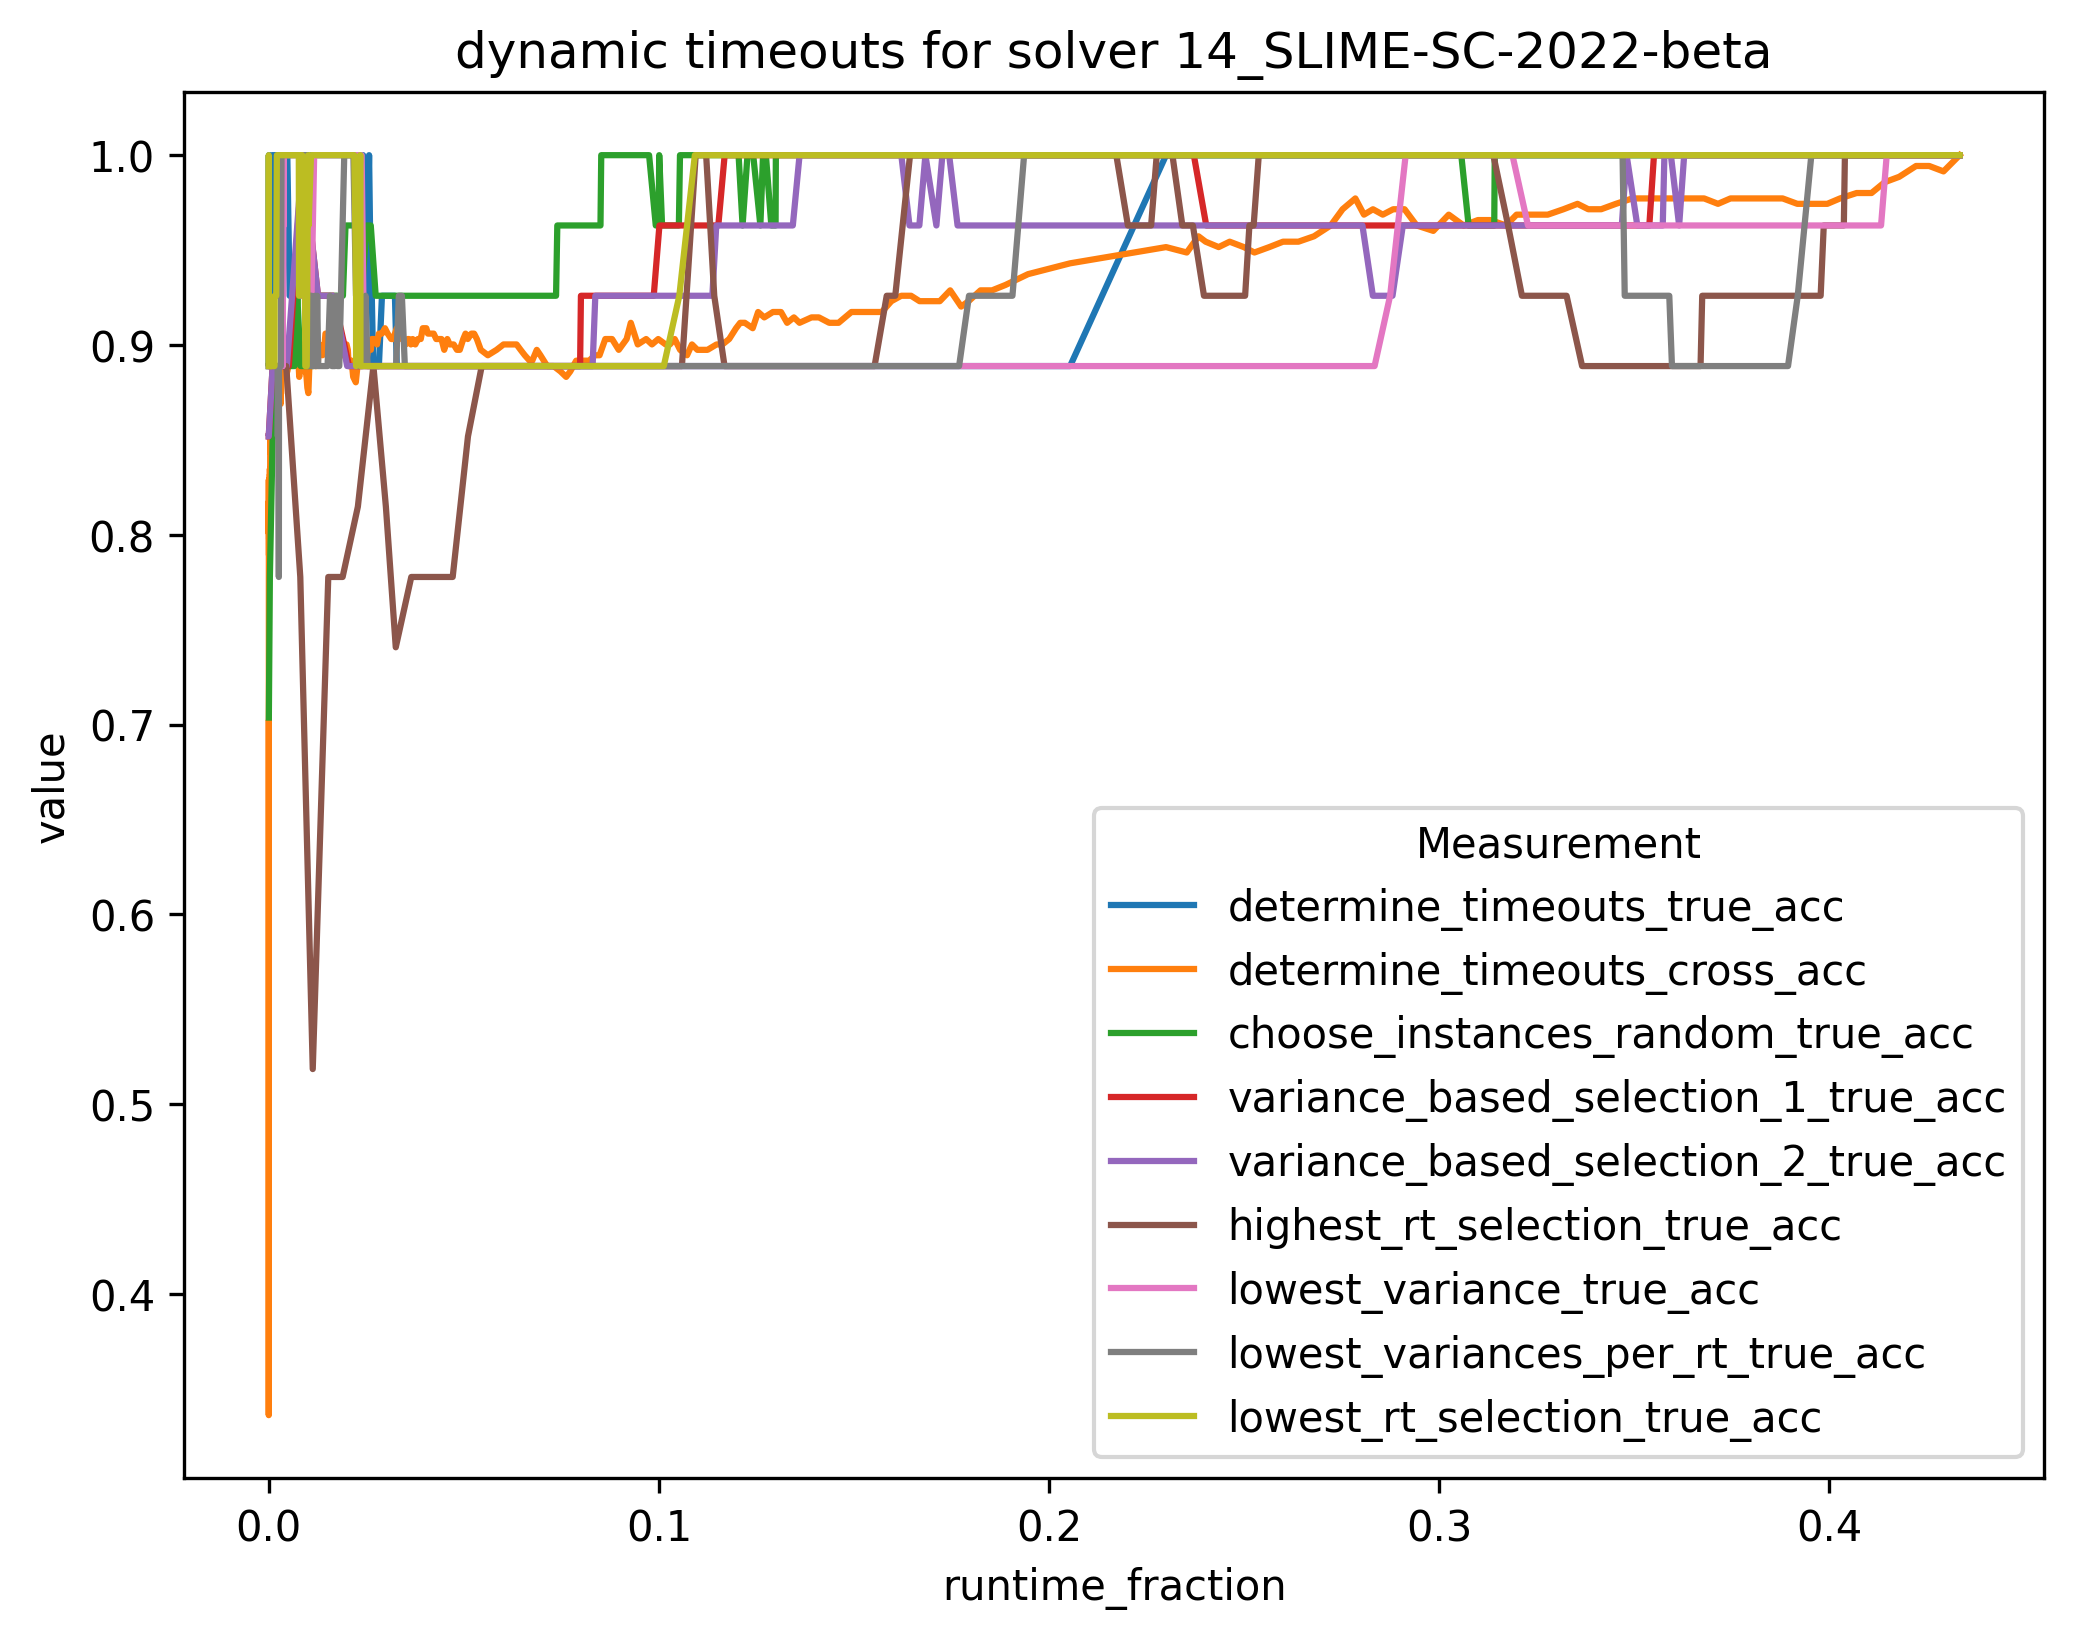 dynamic timeouts for solver 14_SLIME-SC-2022-beta
1.0
0.9
0.8
0.7
0.6
0.5
0.4
value
Measurement
determine_timeouts_true_acc
determine_timeouts_cross_acc
choose_instances_random_true_acc
variance_based_selection_1_true_acc
variance_based_selection_2_true_acc
highest_rt_selection_true_acc
lowest_variance_true_acc
lowest_variances_per_rt_true_acc
lowest_rt_selection_true_acc
0.0 0.1 0.2 0.3 0.4
runtime_fraction